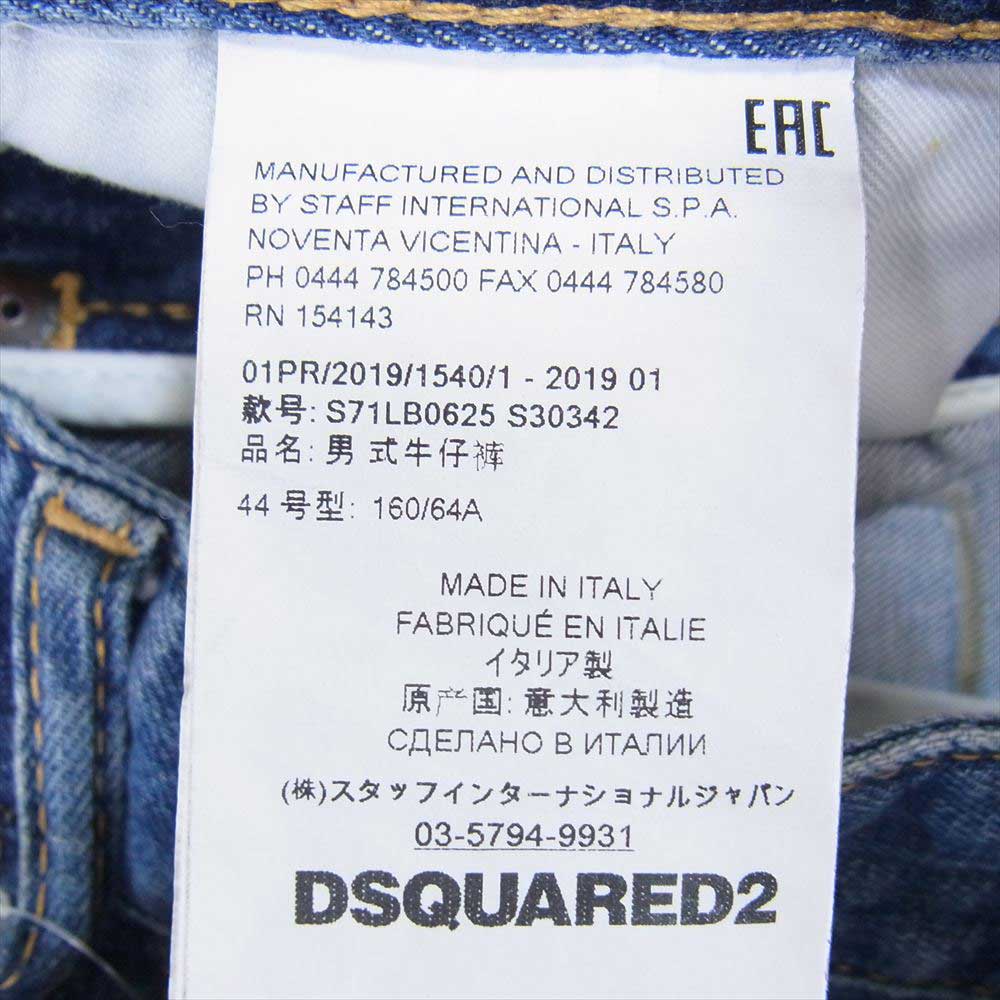 EAC
MANUFACTURED AND DISTRIBUTED
BY STAFF INTERNATIONAL S.P.A.
NOVENTA VICENTINA - ITALY
PH 0444 784500 FAX 0444 784580
RN 154143
01PR/2019/1540/1 - 2019 01
款号: S71LB0625 S30342
品名: 男 式牛仔裤
44 号型: 160/64A
MADE IN ITALY
FABRIQUÉ EN ITALIE
イタリア製
原产国: 意大利製造
СДЕЛАНО В ИТАЛИИ
(株)スタッフインターナショナルジャパン
03-5794-9931
DSQUARED2